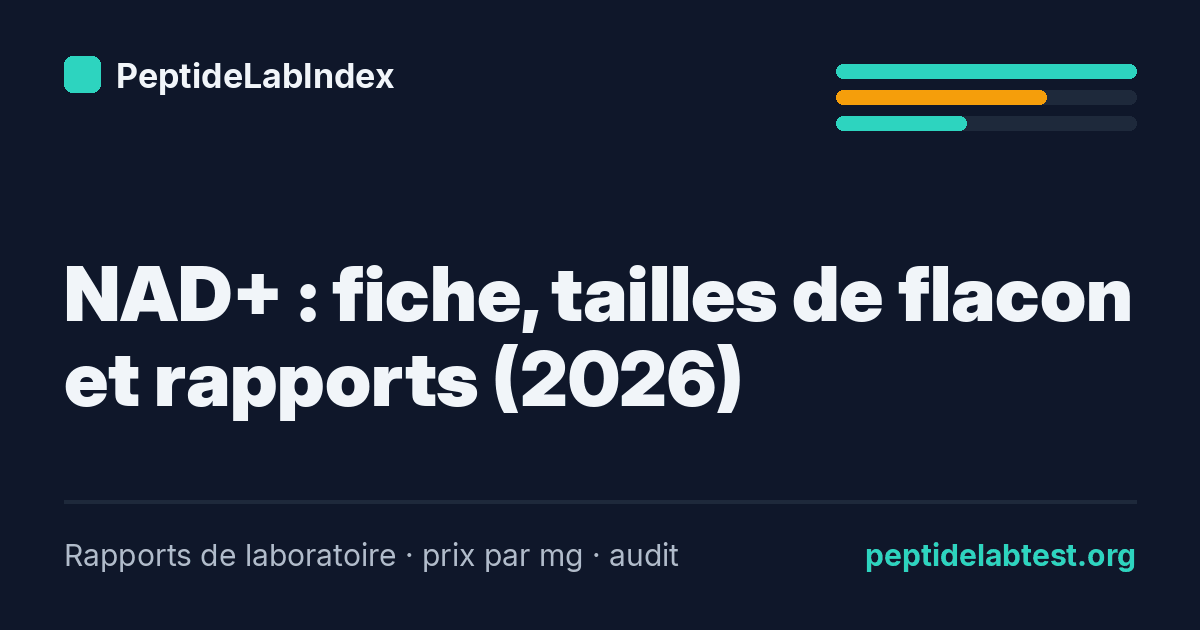 PeptideLabIndex
NAD+ : fiche, tailles de flacon
et rapports (2026)
Rapports de laboratoire · prix par mg · audit
peptidelabtest.org